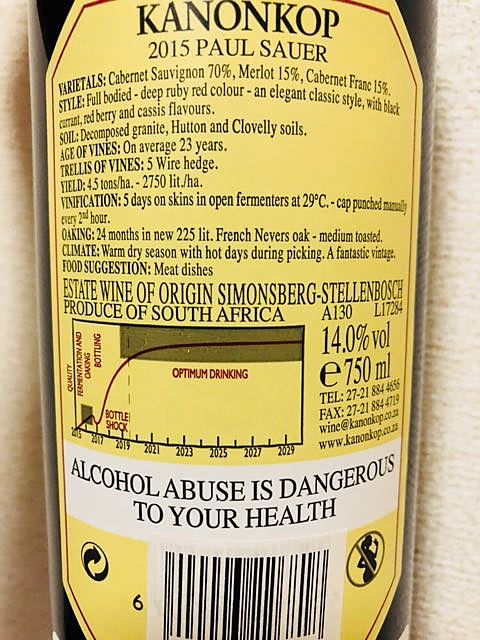 KANONKOP
2015 PAUL SAUER
VARIETALS: Cabernet Sauvignon 70%, Merlot 15%, Cabernet Franc 15%.
STYLE: Full bodied - deep ruby red colour - an elegant classic style, with black
currant, red berry and cassis flavours.
SOIL: Decomposed granite, Hutton and Clovelly soils.
AGE OF VINES: On average 23 years.
TRELLIS OF VINES: 5 Wire hedge.
YIELD: 4.5 tons/ha. - 2750 lit./ha.
VINIFICATION: 5 days on skins in open fermenters at 29°C. - cap punched manually
every 2nd hour.
OAKING: 24 months in new 225 lit. French Nevers oak - medium toasted.
CLIMATE: Warm dry season with hot days during picking. A fantastic vintage.
FOOD SUGGESTION: Meat dishes
ESTATE WINE OF ORIGIN SIMONSBERG-STELLENBOSCH
PRODUCE OF SOUTH AFRICA A130 L17284
QUALITY
FERMENTATION AND
OAKING
BOTTLING
OPTIMUM DRINKING
BOTTLE
SHOCK
2015 2017 2019 2021 2023 2025 2027 2029
14.0% vol
e 750 ml
TEL: 27-21 884 4656
FAX: 27-21 884 4719
wine@kanonkop.co.za
www.kanonkop.co.za
ALCOHOL ABUSE IS DANGEROUS
TO YOUR HEALTH
6